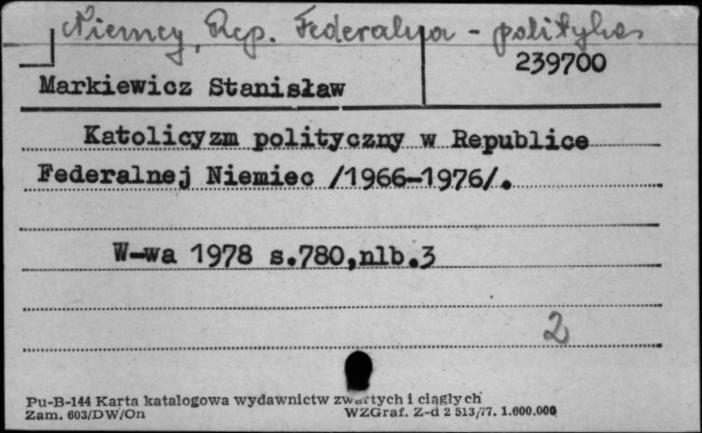 Niemcy, Rep. Federalna - polityka
239700
Markiewicz Stanisław
Katolicyzm polityczny w Republice
Federalnej Niemiec /1966-1976/.
W-wa 1978 s.780,nlb.3
2
Pu-B-144 Karta katalogowa wydawnictw zwartych i ciągłych
Zam. 603/DW/On WZGraf. Z-d 2 513/77. 1.600.000